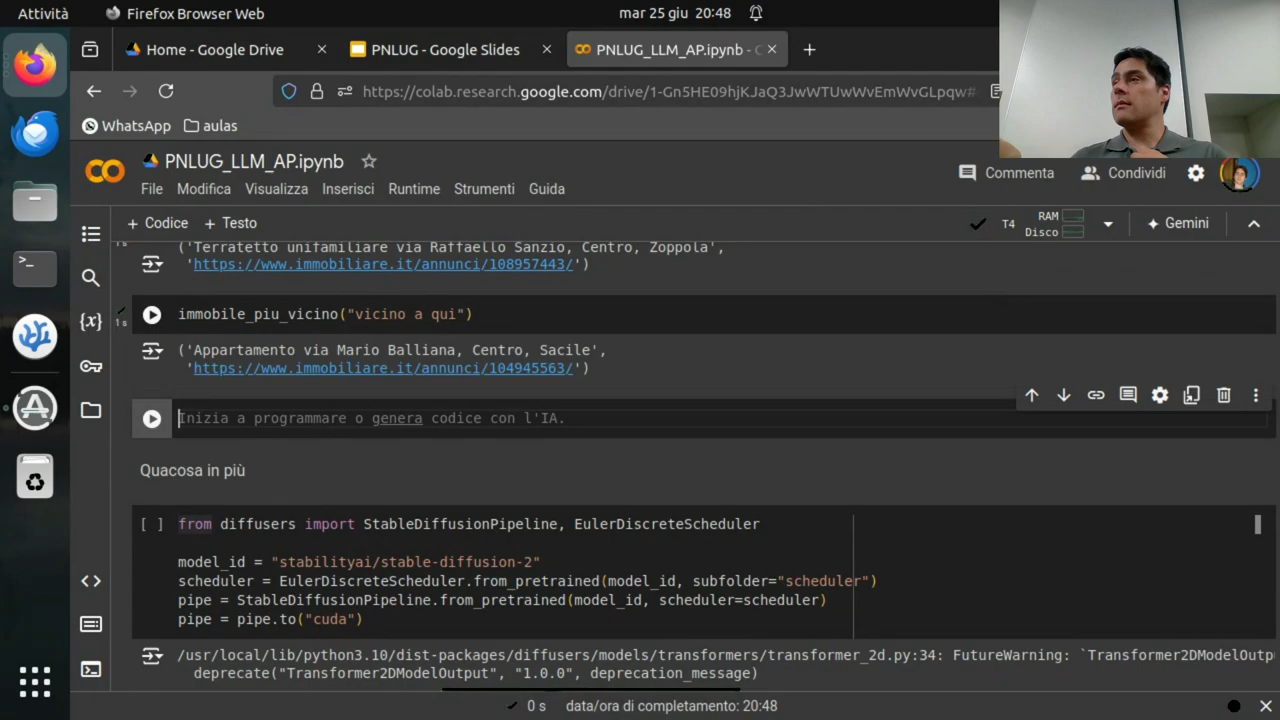 Attività
Firefox Browser Web
mar 25 giu 20:48
Home - Google Drive
PNLUG - Google Slides
PNLUG_LLM_AP.ipynb - C
https://colab.research.google.com/drive/1-Gn5HE09hjKJaQ3JwWTUwWvEmWvGLpqw#
WhatsApp
aulas
PNLUG_LLM_AP.ipynb
Commenta
Condividi
File Modifica Visualizza Inserisci Runtime Strumenti Guida
+ Codice + Testo
T4
RAM
Disco
Gemini
1s
('Terratetto unifamiliare via Raffaello Sanzio, Centro, Zoppola',
'https://www.immobiliare.it/annunci/108957443/')
1s
immobile_piu_vicino("vicino a qui")
('Appartamento via Mario Balliana, Centro, Sacile',
'https://www.immobiliare.it/annunci/104945563/')
Inizia a programmare o genera codice con l'IA.
Quacosa in più
[ ] from diffusers import StableDiffusionPipeline, EulerDiscreteScheduler
model_id = "stabilityai/stable-diffusion-2"
scheduler = EulerDiscreteScheduler.from_pretrained(model_id, subfolder="scheduler")
pipe = StableDiffusionPipeline.from_pretrained(model_id, scheduler=scheduler)
pipe = pipe.to("cuda")
/usr/local/lib/python3.10/dist-packages/diffusers/models/transformers/transformer_2d.py:34: FutureWarning: `Transformer2DModelOutpu
deprecate("Transformer2DModelOutput", "1.0.0", deprecation_message)
0 s data/ora di completamento: 20:48